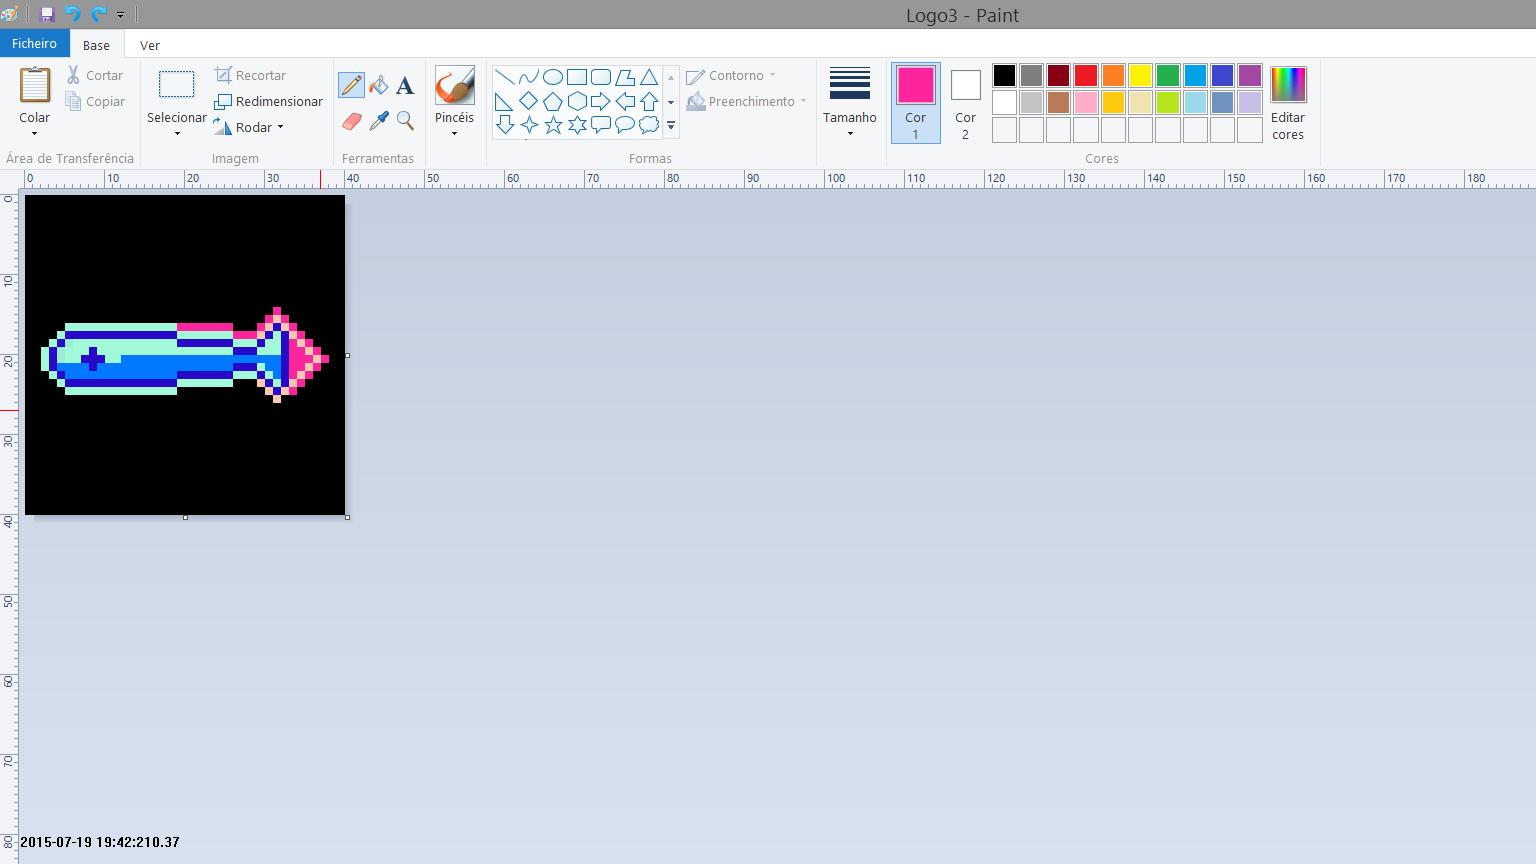 Logo3 - Paint
Ficheiro Base Ver
Colar
Cortar
Copiar
Área de Transferência
Selecionar
Recortar
Redimensionar
Rodar
Imagem
A
Ferramentas
Pincéis
Contorno
Preenchimento
Formas
Tamanho
Cor 1
Cor 2
Editar cores
Cores
0 10 20 30 40 50 60 70 80 90 100 110 120 130 140 150 160 170 180
0
10
20
30
40
50
60
70
80
2015-07-19 19:42:210.37